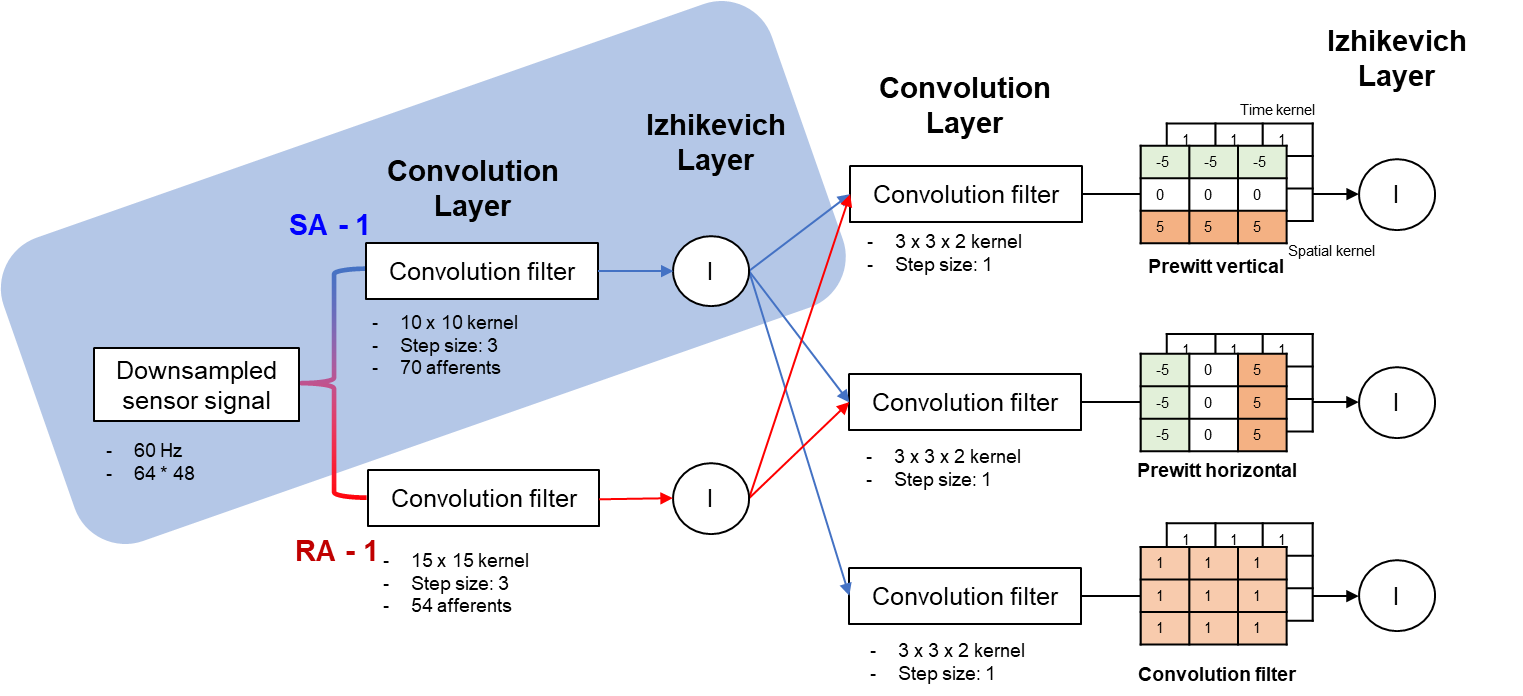 Izhikevich
Layer
Convolution
Layer
Izhikevich
Layer
Convolution
Layer
SA - 1
Convolution filter
- 10 x 10 kernel
- Step size: 3
- 70 afferents
I
Downsampled
sensor signal
- 60 Hz
- 64 * 48
RA - 1
Convolution filter
- 15 x 15 kernel
- Step size: 3
- 54 afferents
I
Convolution filter
- 3 x 3 x 2 kernel
- Step size: 1
Time kernel
1 1 1
-5 -5 -5
0 0 0
5 5 5
Spatial kernel
Prewitt vertical
I
Convolution filter
- 3 x 3 x 2 kernel
- Step size: 1
1 1 1
-5 0 5
-5 0 5
-5 0 5
Prewitt horizontal
I
Convolution filter
- 3 x 3 x 2 kernel
- Step size: 1
1 1 1
1 1 1
1 1 1
1 1 1
Convolution filter
I